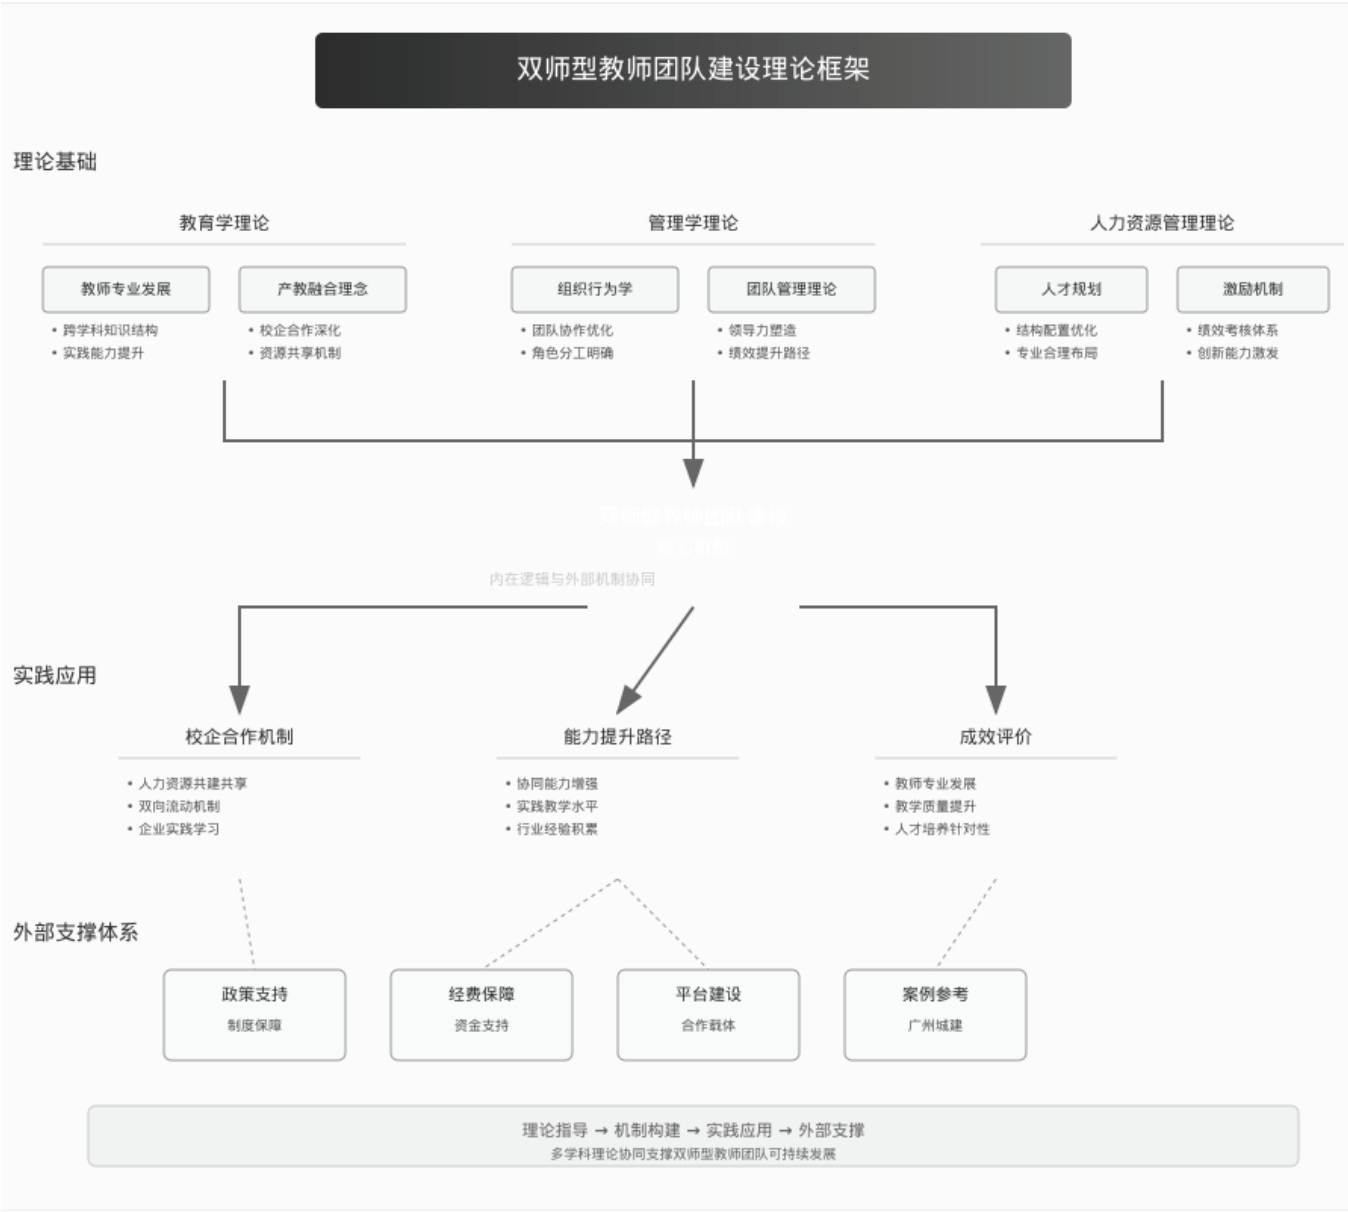 双师型教师团队建设理论框架
理论基础
教育学理论
管理学理论
人力资源管理理论
教师专业发展
产教融合理念
组织行为学
团队管理理论
人才规划
激励机制
• 跨学科知识结构
• 实践能力提升
• 校企合作深化
• 资源共享机制
• 团队协作优化
• 角色分工明确
• 领导力塑造
• 绩效提升路径
• 结构配置优化
• 专业合理布局
• 绩效考核体系
• 创新能力激发
双师型教师团队建设
内在逻辑与外部机制协同
实践应用
校企合作机制
能力提升路径
成效评价
• 人力资源共建共享
• 双向流动机制
• 企业实践学习
• 协同能力增强
• 实践教学水平
• 行业经验积累
• 教师专业发展
• 教学质量提升
• 人才培养针对性
外部支撑体系
政策支持
制度保障
经费保障
资金支持
平台建设
合作载体
案例参考
广州城建
理论指导 → 机制构建 → 实践应用 → 外部支撑
多学科理论协同支撑双师型教师团队可持续发展